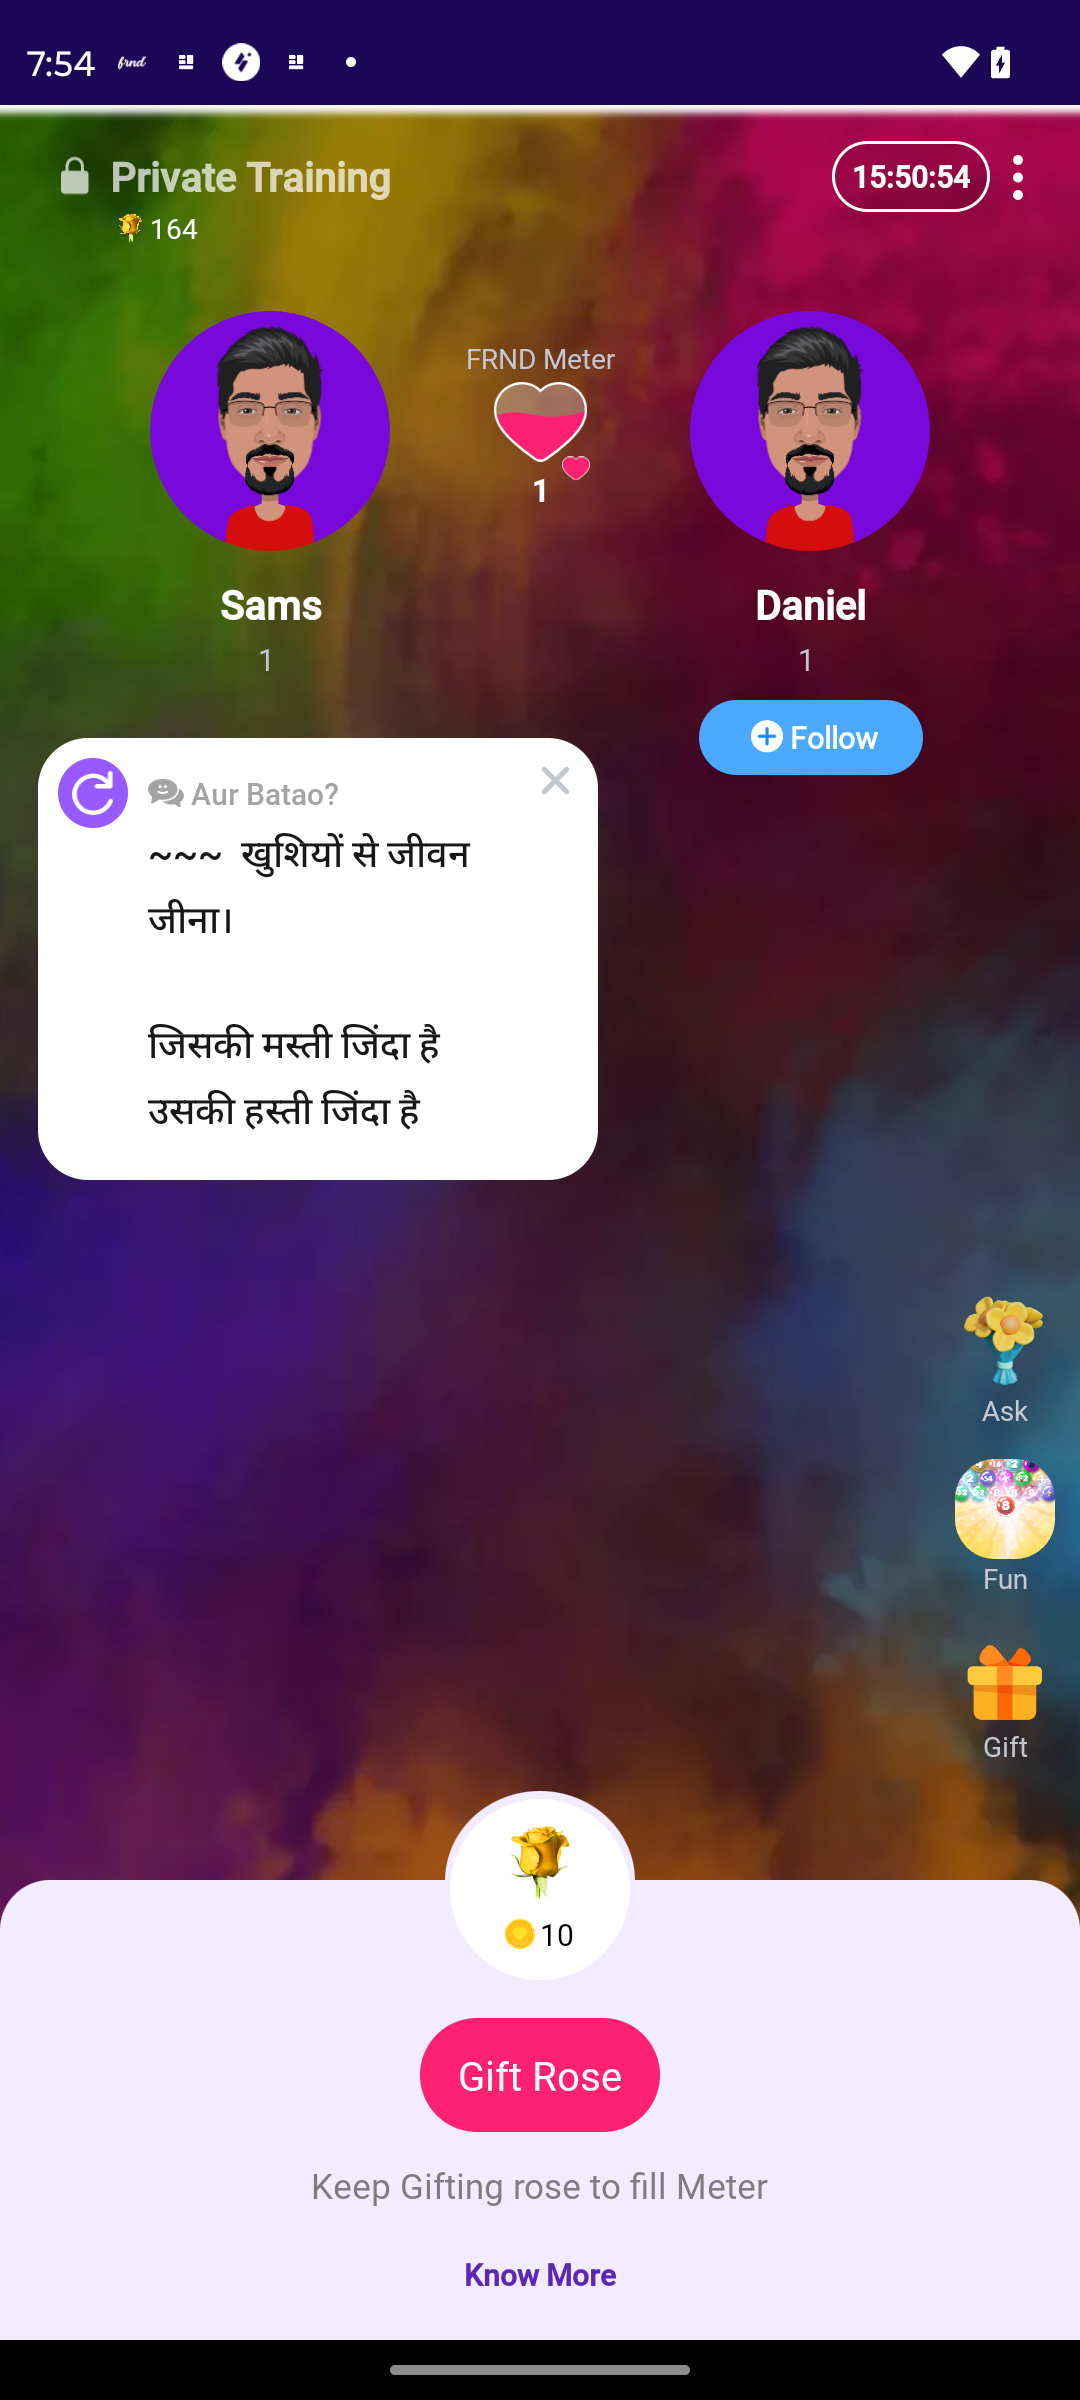 7:54
frnd
Private Training
15:50:54
164
FRND Meter
1
Sams
1
Daniel
1
Follow
Aur Batao?
~~~ खुशियों से जीवन
जीना।
जिसकी मस्ती जिंदा है
उसकी हस्ती जिंदा है
Ask
8
Fun
Gift
10
Gift Rose
Keep Gifting rose to fill Meter
Know More